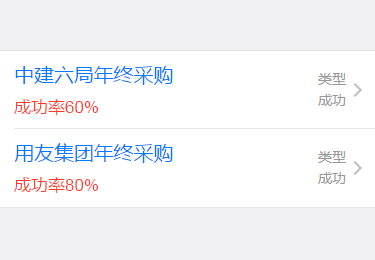 中建六局年终采购
类型
成功率60%
成功
用友集团年终采购
类型
成功率80%
成功